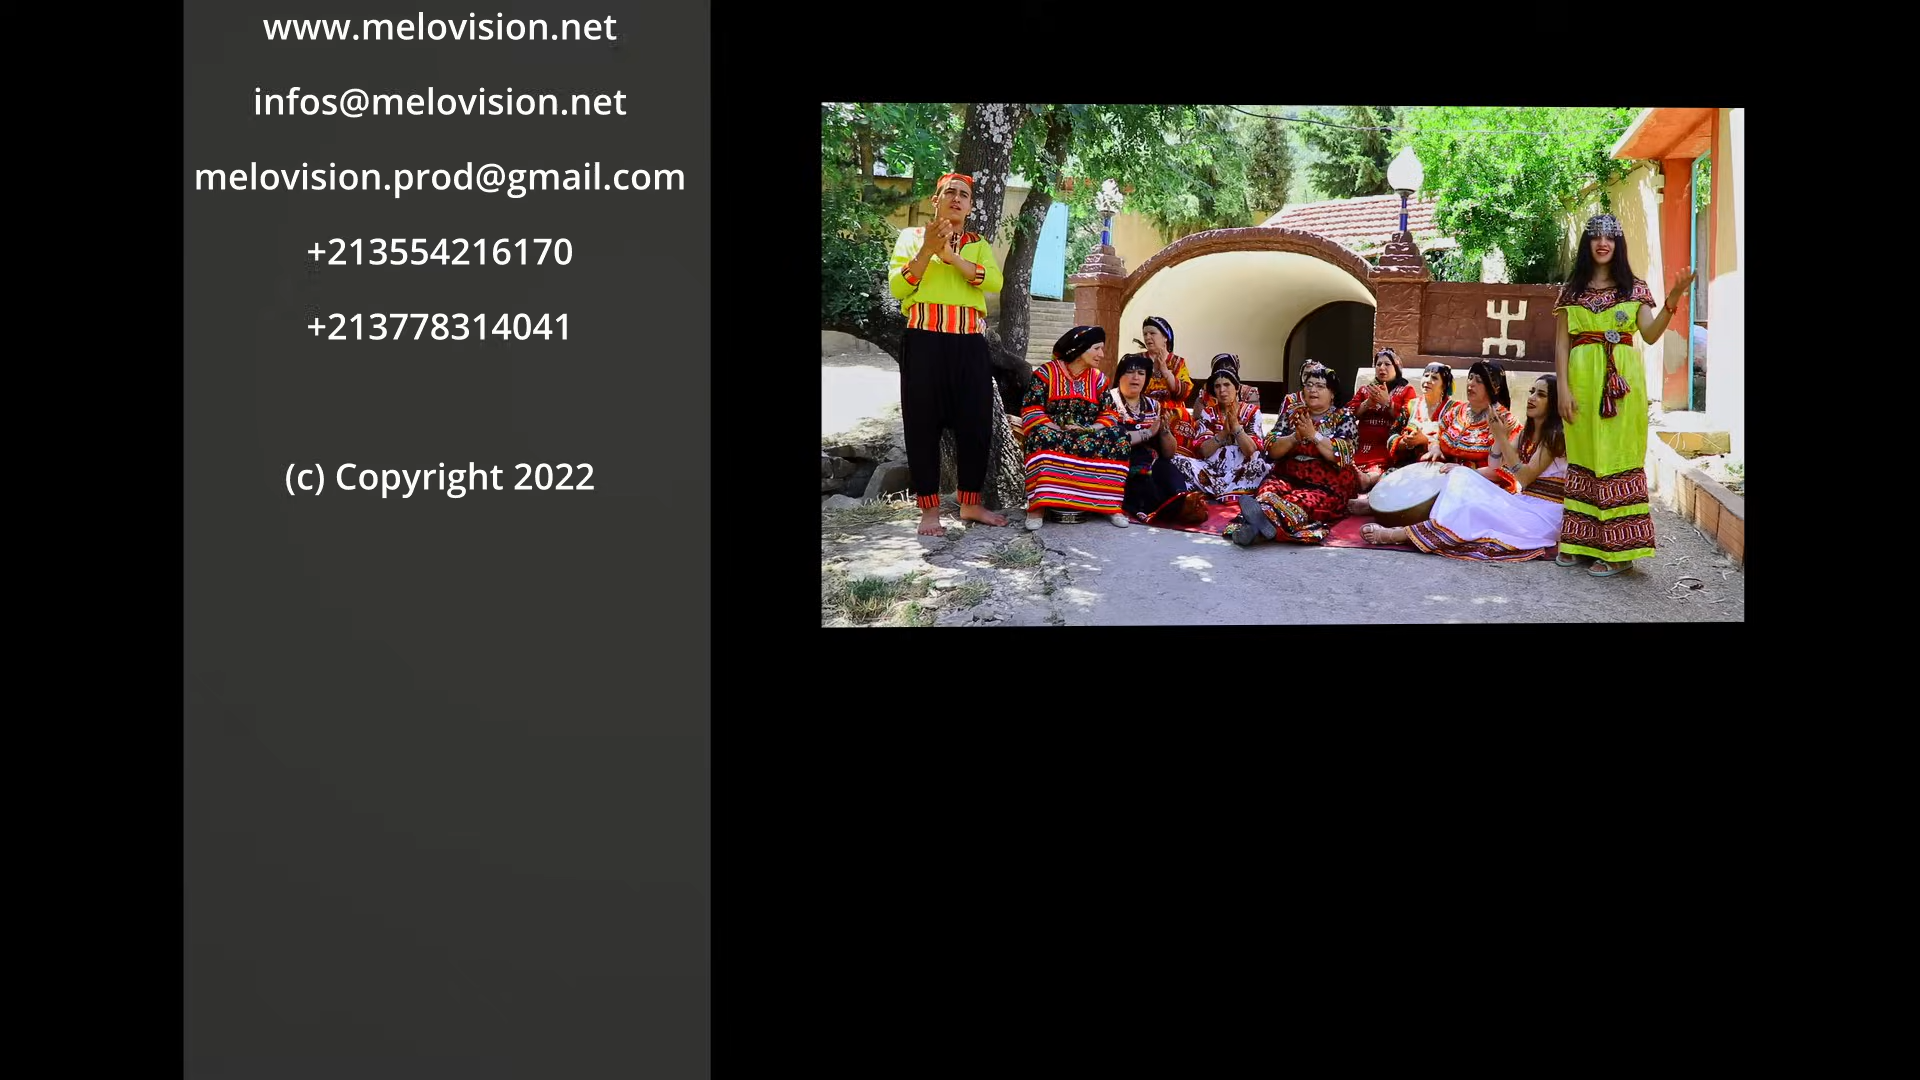 www.melovision.net
infos@melovision.net
melovision.prod@gmail.com
+213554216170
+213778314041
(c) Copyright 2022
ⵣ